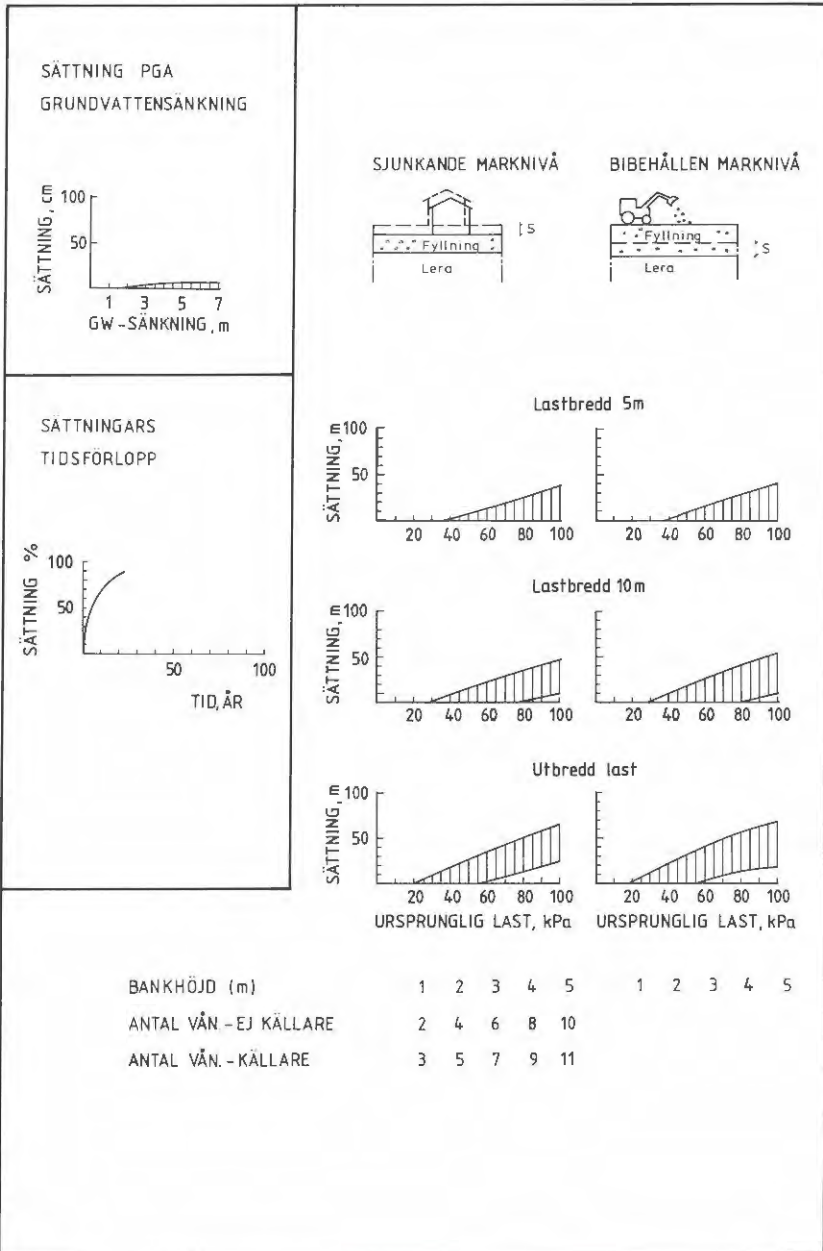 SÄTTNING PGA
GRUNDVATTENSÄNKNING
SÄTTNING, cm
100
50
1 3 5 7
GW-SÄNKNING, m
SJUNKANDE MARKNIVÅ
S
Fyllning
Lera
BIBEHÅLLEN MARKNIVÅ
Fyllning
S
Lera
SÄTTNINGARS
TIDSFÖRLOPP
SÄTTNING %
100
50
50 100
TID, ÅR
Lastbredd 5m
SÄTTNING, m
100
50
20 40 60 80 100
20 40 60 80 100
Lastbredd 10m
SÄTTNING, m
100
50
20 40 60 80 100
20 40 60 80 100
Utbredd last
SÄTTNING, m
100
50
20 40 60 80 100
20 40 60 80 100
URSPRUNGLIG LAST, kPa URSPRUNGLIG LAST, kPa
BANKHÖJD (m) 1 2 3 4 5 1 2 3 4 5
ANTAL VÅN.-EJ KÄLLARE 2 4 6 8 10
ANTAL VÅN.-KÄLLARE 3 5 7 9 11